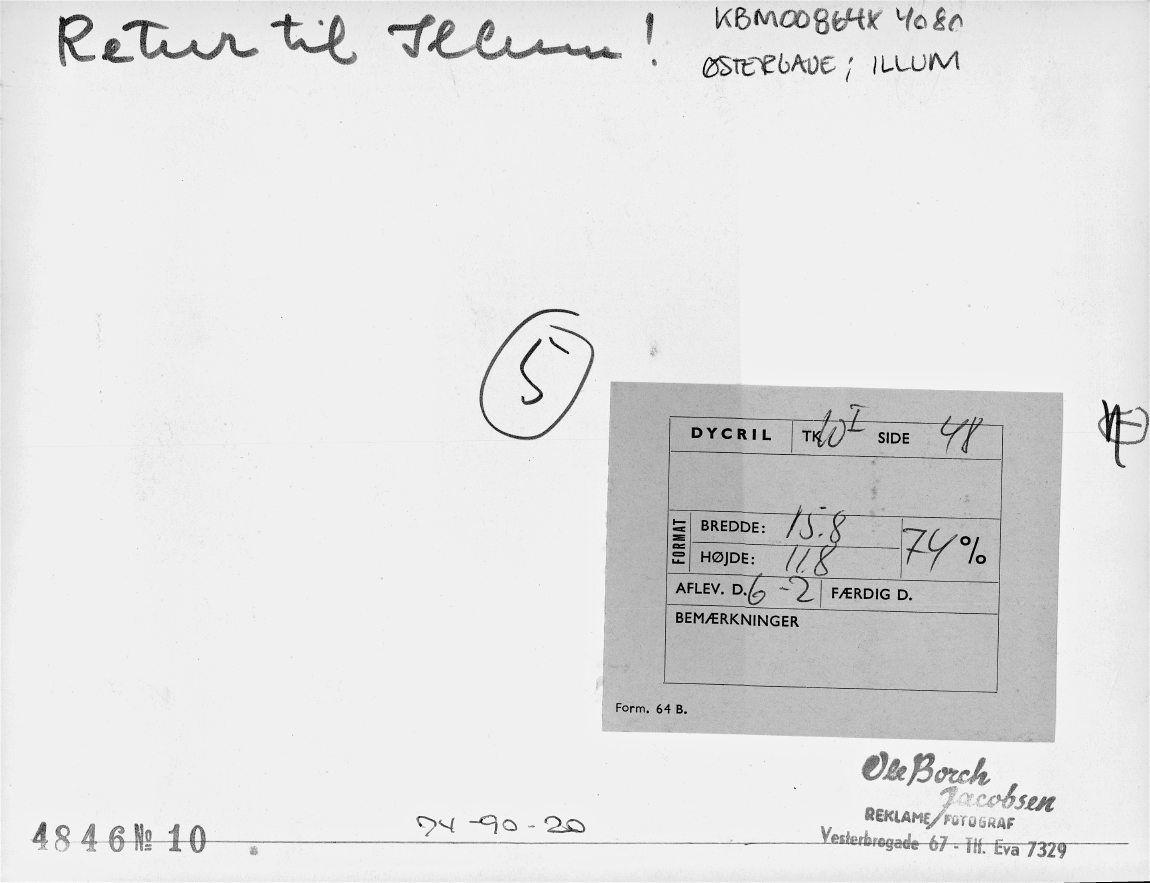 Retur til Illum!
KBM00864X 4080
ØSTERGADE; ILLUM
5
DYCRIL TK 10 I SIDE 48
FORMAT
BREDDE: 15.8
74%
HØJDE: 11.8
AFLEV. D. 6-2 FÆRDIG D.
BEMÆRKNINGER
Form. 64 B.
Ole Borch
Jacobsen
REKLAME/FOTOGRAF
Vesterbrogade 67 - Tlf. Eva 7329
74-90-20
4846 № 10